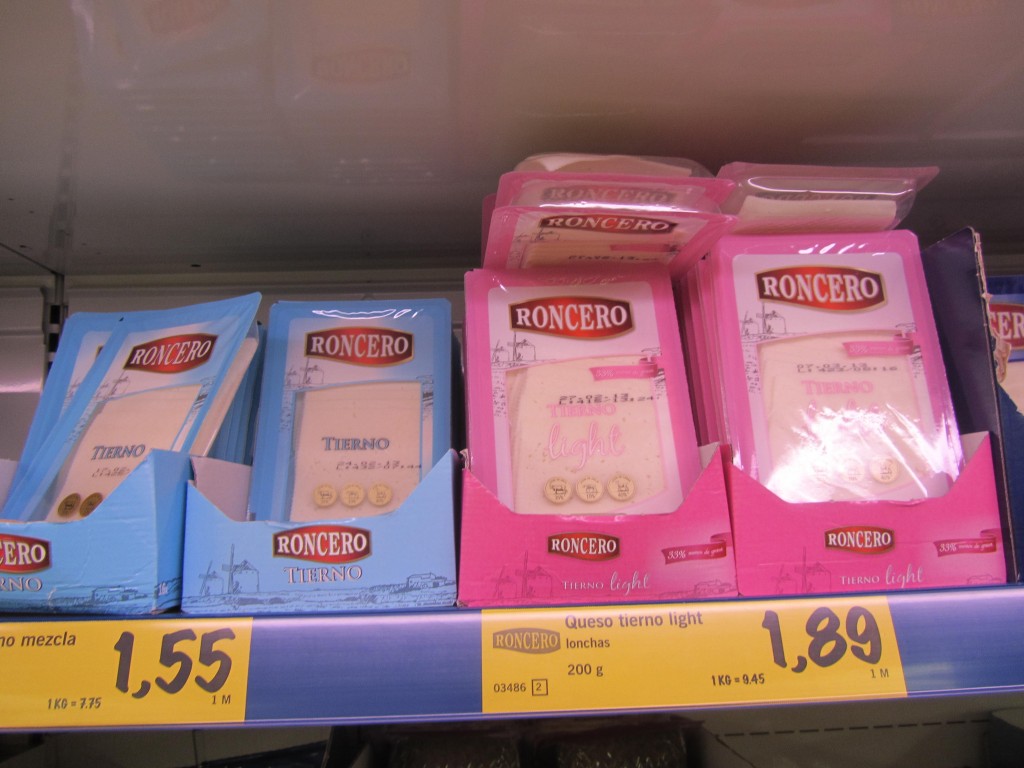 RONCERO
RONCERO
RONCERO
TIERNO
RONCERO
TIERNO
RONCERO
TIERNO
light
RONCERO
TIERNO
RONCERO
TIERNO
RONCERO
TIERNO light
33%
RONCERO
TIERNO light
33%
mezcla
1,55
1 KG = 7.75
1 M
RONCERO
Queso tierno light
lonchas
200 g
03486 2
1,89
1 KG = 9.45
1 M